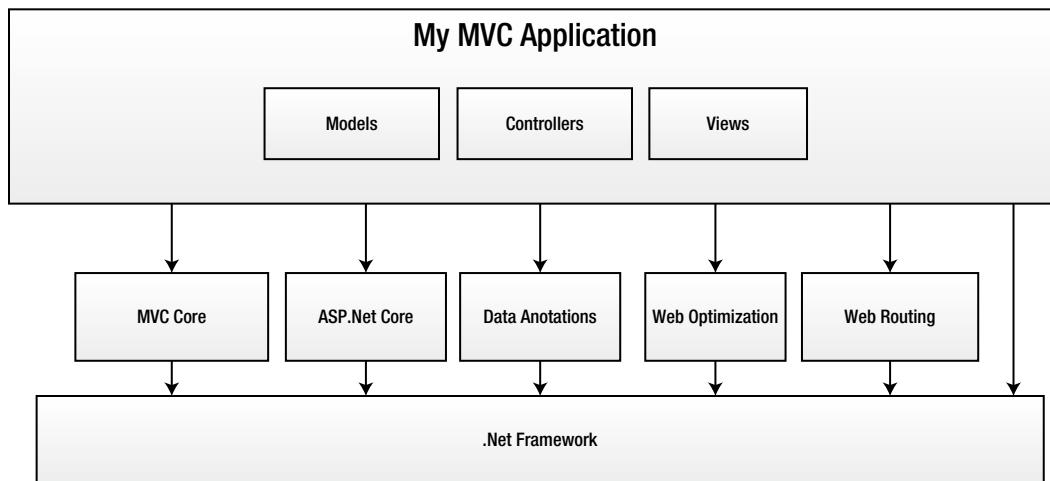 My MVC Application
Models
Controllers
Views
MVC Core
ASP.Net Core
Data Anotations
Web Optimization
Web Routing
.Net Framework